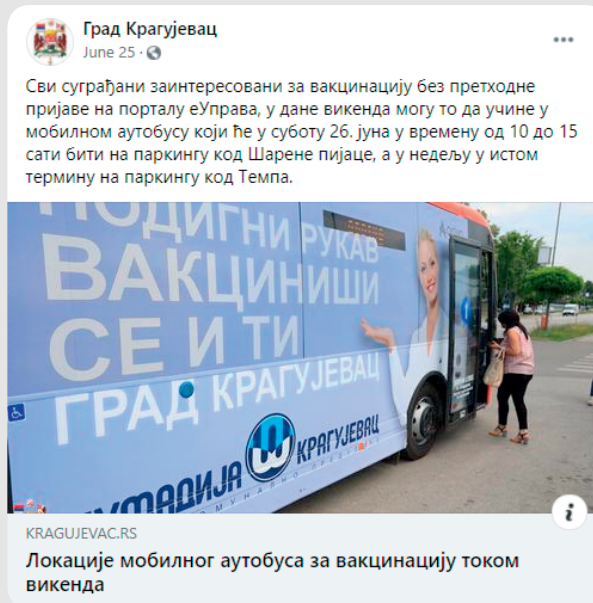 Град Крагујевац
June 25
Сви суграђани заинтересовани за вакцинацију без претходне
пријаве на порталу еУправа, у дане викенда могу то да учине у
мобилном аутобусу који ће у суботу 26. јуна у времену од 10 до 15
сати бити на паркингу код Шарене пијаце, а у недељу у истом
термину на паркингу код Темпа.
ПОДИГНИ РУКАВ
ВАКЦИНИШИ
СЕ И ТИ
ГРАД КРАГУЈЕВАЦ
КРАГУЈЕВАЦ
KRAGUJEVAC.RS
Локације мобилног аутобуса за вакцинацију током
викенда